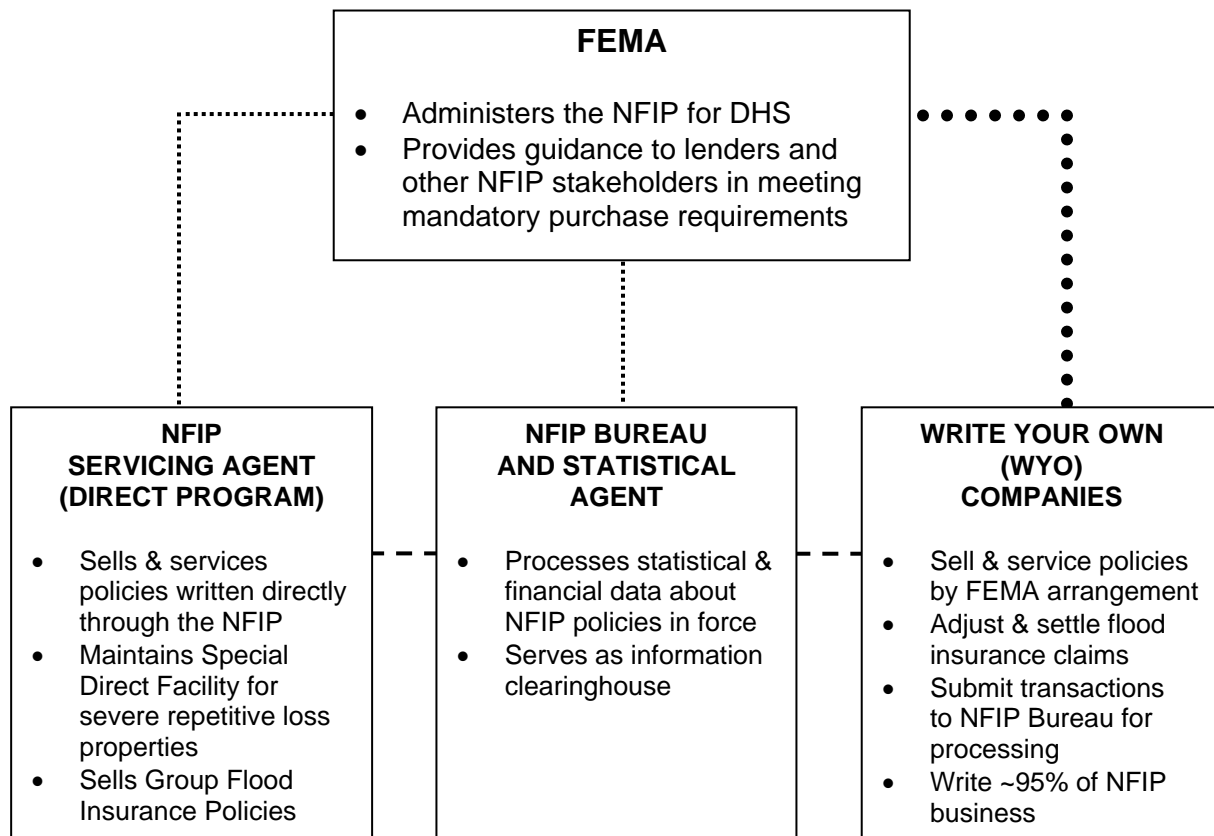 FEMA
• Administers the NFIP for DHS
• Provides guidance to lenders and
other NFIP stakeholders in meeting
mandatory purchase requirements
NFIP
SERVICING AGENT
(DIRECT PROGRAM)
• Sells & services
policies written directly
through the NFIP
• Maintains Special
Direct Facility for
severe repetitive loss
properties
• Sells Group Flood
Insurance Policies
NFIP BUREAU
AND STATISTICAL
AGENT
• Processes statistical &
financial data about
NFIP policies in force
• Serves as information
clearinghouse
WRITE YOUR OWN
(WYO)
COMPANIES
• Sell & service policies
by FEMA arrangement
• Adjust & settle flood
insurance claims
• Submit transactions
to NFIP Bureau for
processing
• Write ~95% of NFIP
business